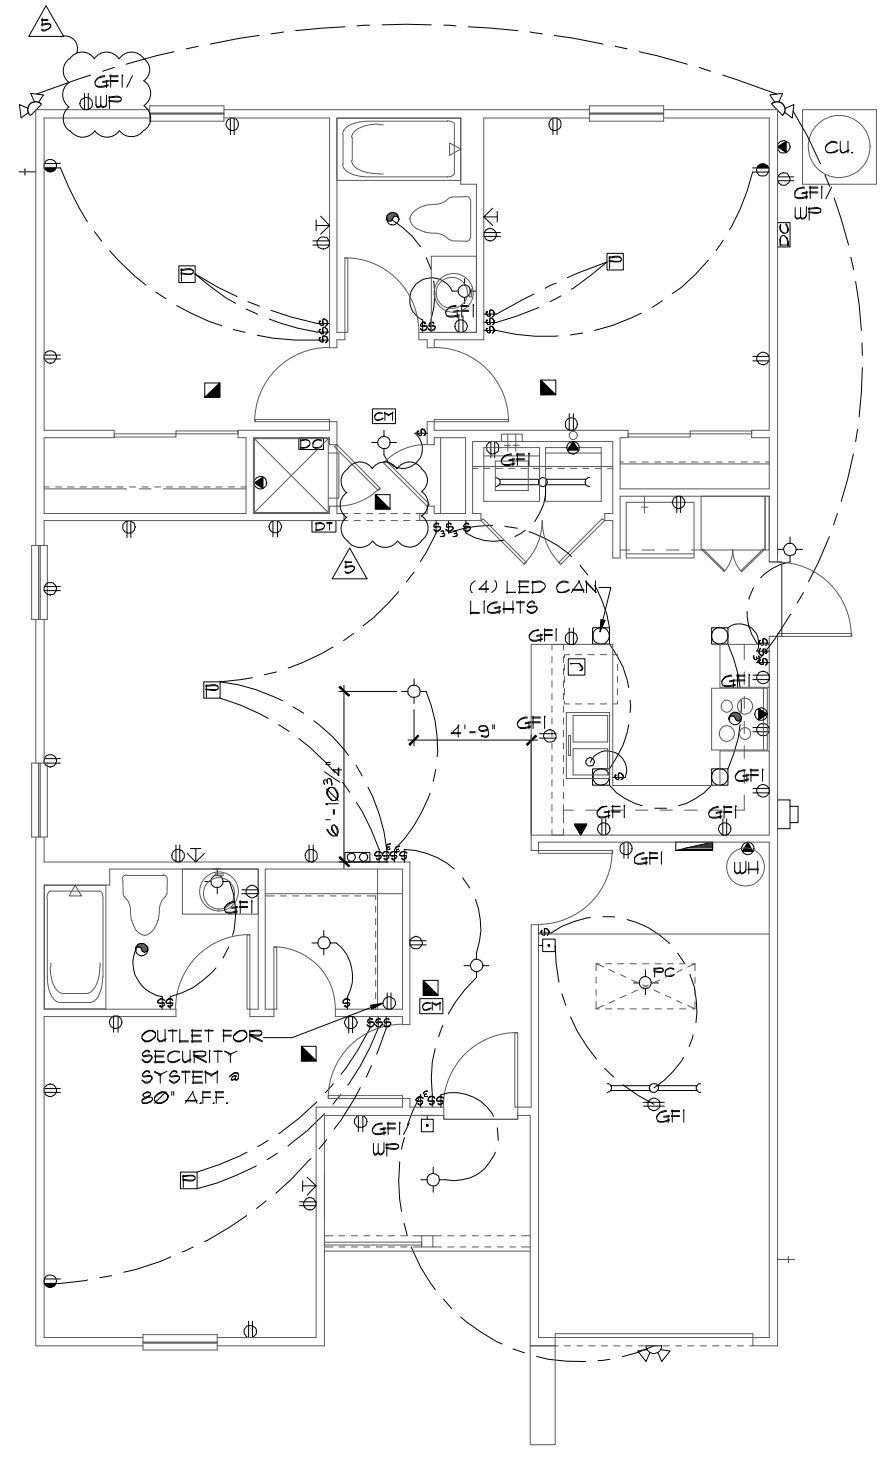 5
GFI/
WP
CU.
GFI/
WP
DC
P
P
GFI
CM
$
$$$
$$
$$$
DC
GFI
DT
$3 $3 $
5
(4) LED CAN
LIGHTS
GFI
J
GFI
P
4'-9"
GFI
6'-10 3/4"
$
GFI
GFI
GFI
GFI
WH
GFI
$
$$
$
PC
CM
OUTLET FOR
SECURITY
SYSTEM @
80" A.F.F.
$$$
GFI
GFI/
WP
P